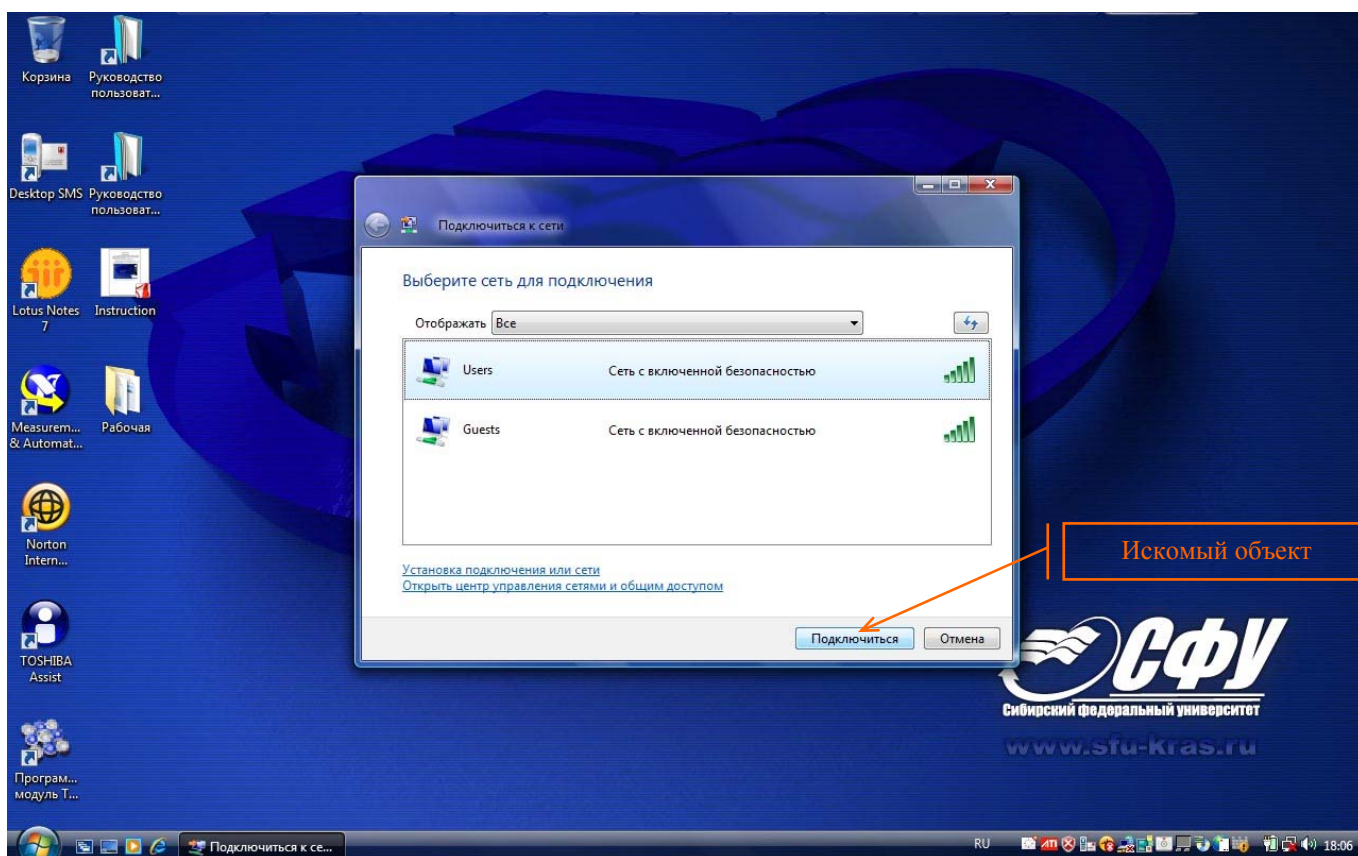 Корзина
Руководство
пользоват...
Desktop SMS
Руководство
пользоват...
Lotus Notes
7
Instruction
Measurem...
& Automat...
Рабочая
Norton
Intern...
TOSHIBA
Assist
Програм...
модуль Т...
Подключиться к сети
Выберите сеть для подключения
Отображать Все
Users Сеть с включенной безопасностью
Guests Сеть с включенной безопасностью
Установка подключения или сети
Открыть центр управления сетями и общим доступом
Подключиться Отмена
Искомый объект
СФУ
Сибирский федеральный университет
www.sfu-kras.ru
Подключиться к се...
RU
18:06